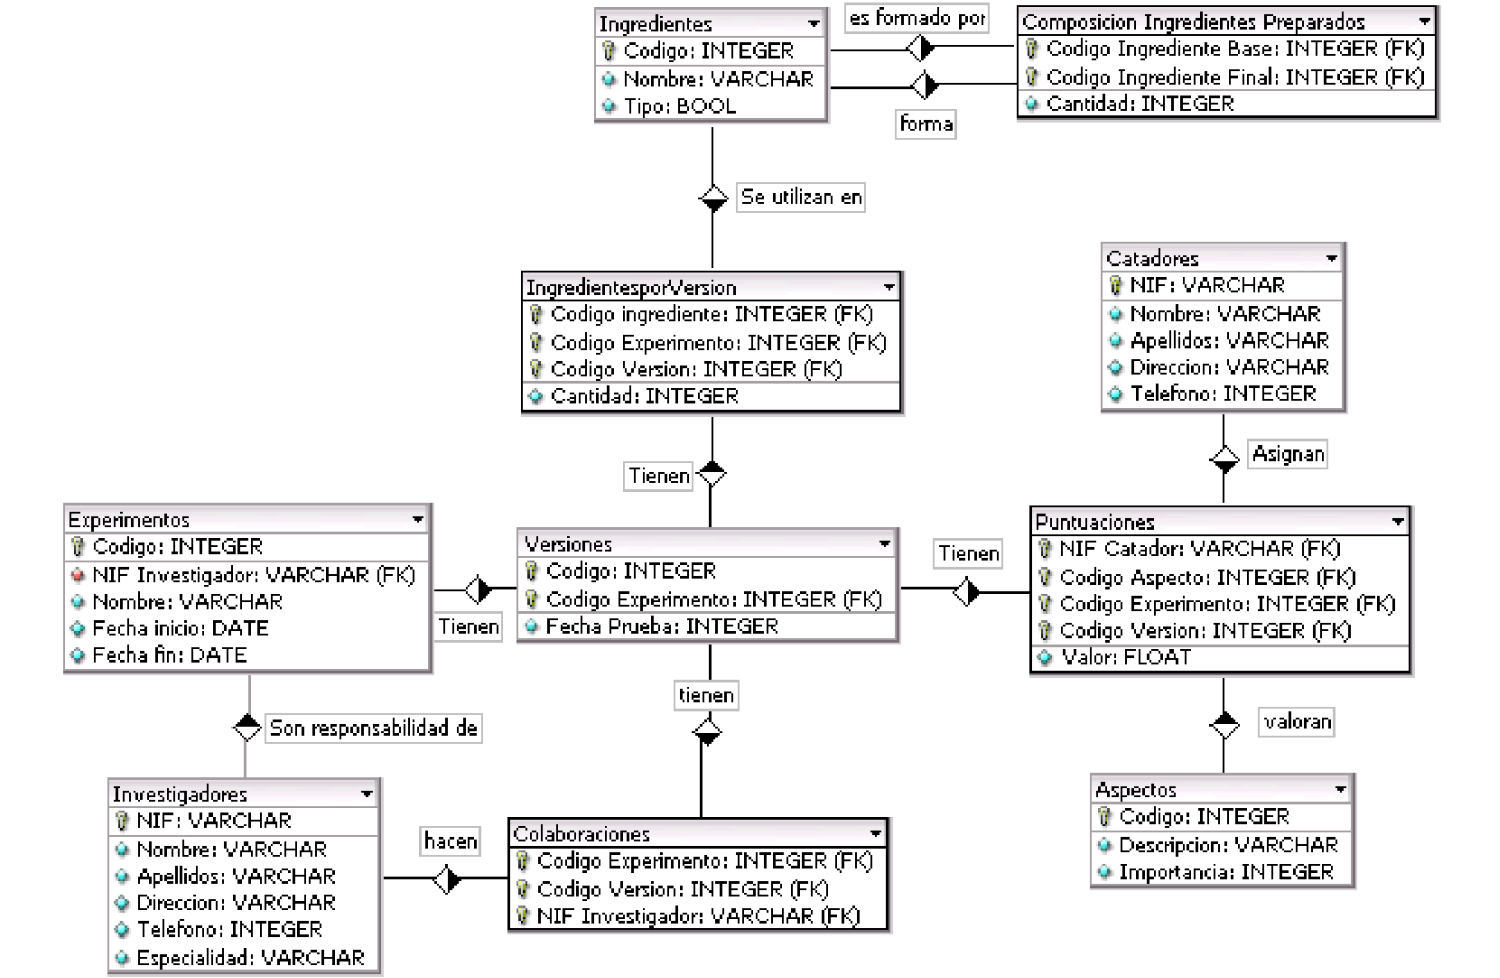 Ingredientes
Codigo: INTEGER
Nombre: VARCHAR
Tipo: BOOL
es formado por
forma
Composicion Ingredientes Preparados
Codigo Ingrediente Base: INTEGER (FK)
Codigo Ingrediente Final: INTEGER (FK)
Cantidad: INTEGER
Se utilizan en
IngredientesporVersion
Codigo ingrediente: INTEGER (FK)
Codigo Experimento: INTEGER (FK)
Codigo Version: INTEGER (FK)
Cantidad: INTEGER
Catadores
NIF: VARCHAR
Nombre: VARCHAR
Apellidos: VARCHAR
Direccion: VARCHAR
Telefono: INTEGER
Tienen
Asignan
Experimentos
Codigo: INTEGER
NIF Investigador: VARCHAR (FK)
Nombre: VARCHAR
Fecha inicio: DATE
Fecha fin: DATE
Tienen
Versiones
Codigo: INTEGER
Codigo Experimento: INTEGER (FK)
Fecha Prueba: INTEGER
Tienen
Puntuaciones
NIF Catador: VARCHAR (FK)
Codigo Aspecto: INTEGER (FK)
Codigo Experimento: INTEGER (FK)
Codigo Version: INTEGER (FK)
Valor: FLOAT
Son responsabilidad de
tienen
valoran
Investigadores
NIF: VARCHAR
Nombre: VARCHAR
Apellidos: VARCHAR
Direccion: VARCHAR
Telefono: INTEGER
Especialidad: VARCHAR
hacen
Colaboraciones
Codigo Experimento: INTEGER (FK)
Codigo Version: INTEGER (FK)
NIF Investigador: VARCHAR (FK)
Aspectos
Codigo: INTEGER
Descripcion: VARCHAR
Importancia: INTEGER